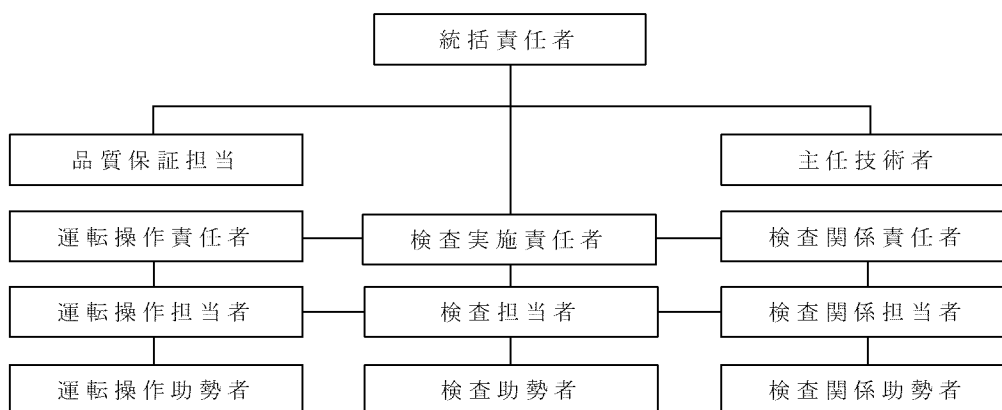 統括責任者
品質保証担当
主任技術者
運転操作責任者
検査実施責任者
検査関係責任者
運転操作担当者
検査担当者
検査関係担当者
運転操作助勢者
検査助勢者
検査関係助勢者